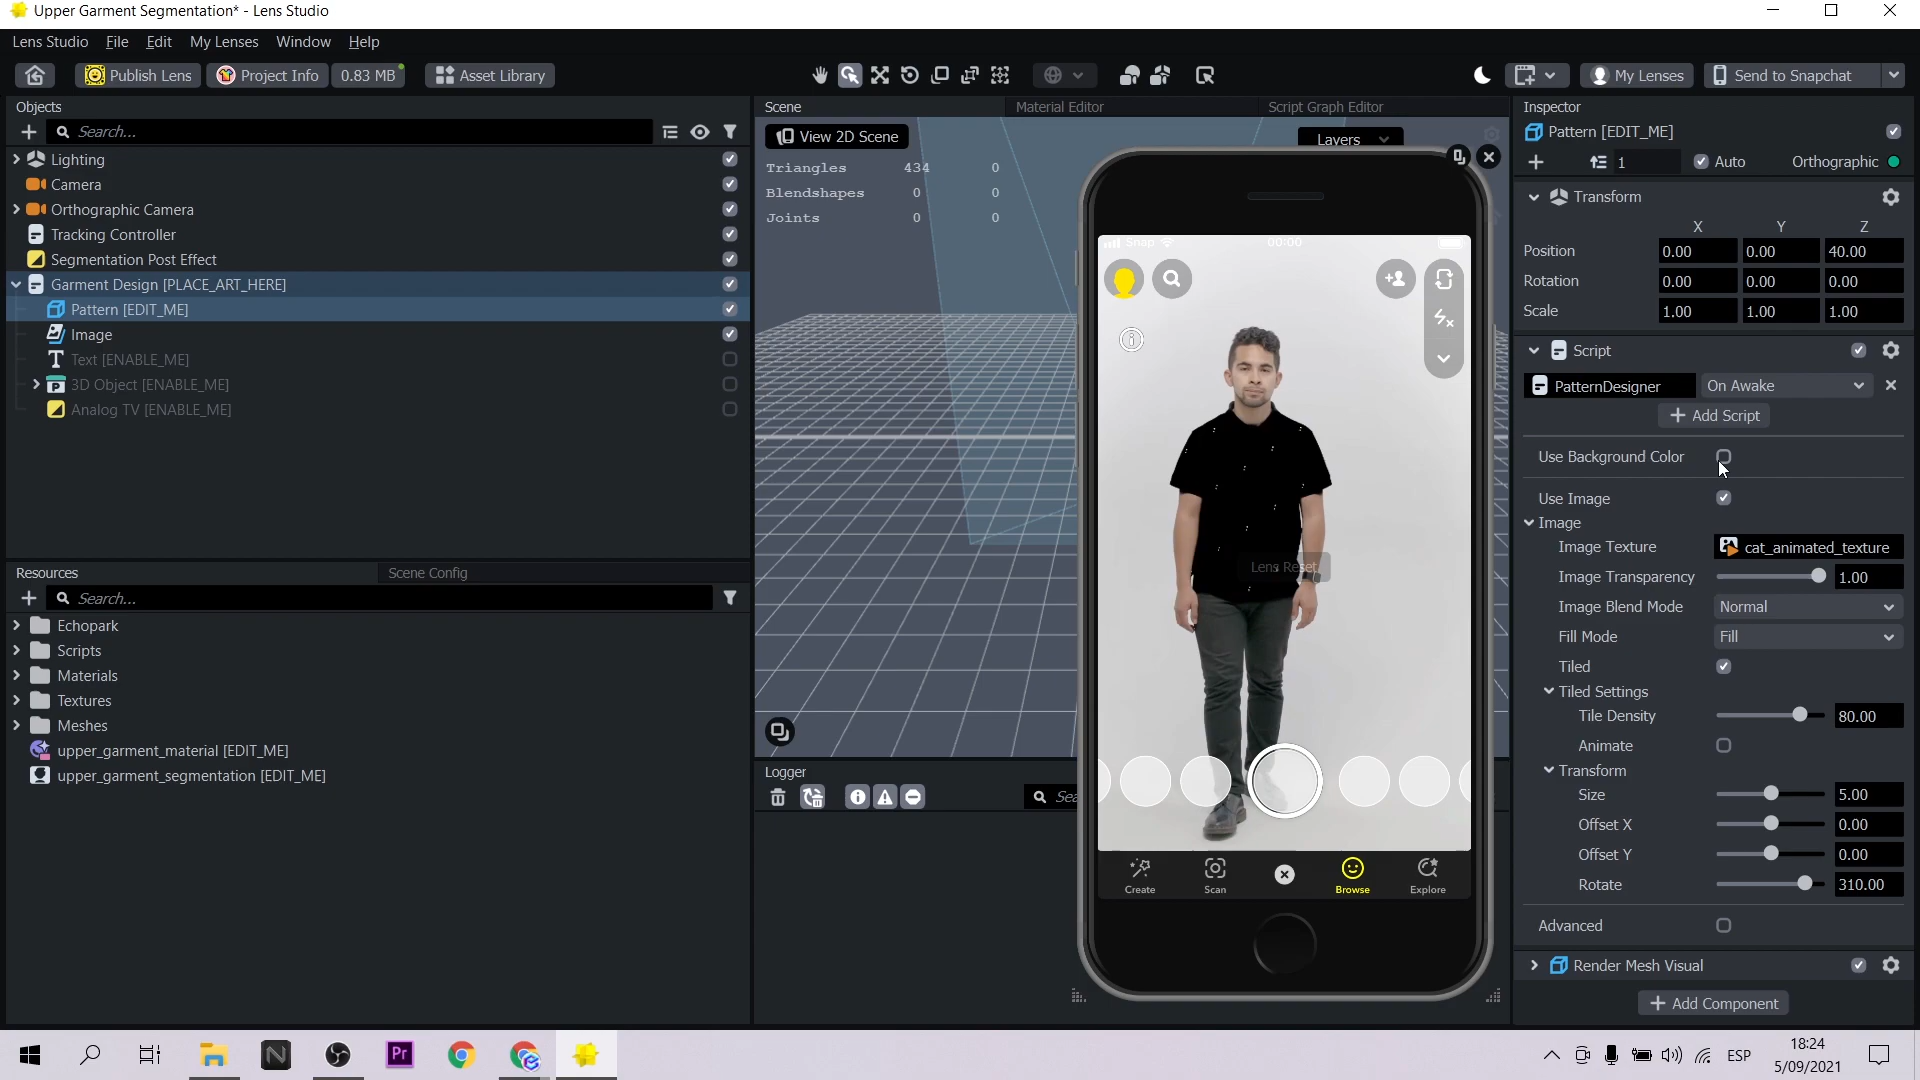 Upper Garment Segmentation* - Lens Studio
Lens Studio File Edit My Lenses Window Help
Publish Lens Project Info 0.83 MB Asset Library My Lenses Send to Snapchat
Objects
Search...
Lighting
Camera
Orthographic Camera
Tracking Controller
Segmentation Post Effect
Garment Design [PLACE_ART_HERE]
Pattern [EDIT_ME]
Image
Text [ENABLE_ME]
3D Object [ENABLE_ME]
Analog TV [ENABLE_ME]
Resources Scene Config
Search...
Echopark
Scripts
Materials
Textures
Meshes
upper_garment_material [EDIT_ME]
upper_garment_segmentation [EDIT_ME]
Scene Material Editor Script Graph Editor
View 2D Scene Layers
Triangles 434 0
Blendshapes 0 0
Joints 0 0
Snap 00:00
Lens Reset
Create Scan Browse Explore
Logger
Sea
Inspector
Pattern [EDIT_ME]
1 Auto Orthographic
Transform
X Y Z
Position 0.00 0.00 40.00
Rotation 0.00 0.00 0.00
Scale 1.00 1.00 1.00
Script
PatternDesigner On Awake
Add Script
Use Background Color
Use Image
Image
Image Texture cat_animated_texture
Image Transparency 1.00
Image Blend Mode Normal
Fill Mode Fill
Tiled
Tiled Settings
Tile Density 80.00
Animate
Transform
Size 5.00
Offset X 0.00
Offset Y 0.00
Rotate 310.00
Advanced
Render Mesh Visual
Add Component
N Pr ESP 18:24
5/09/2021